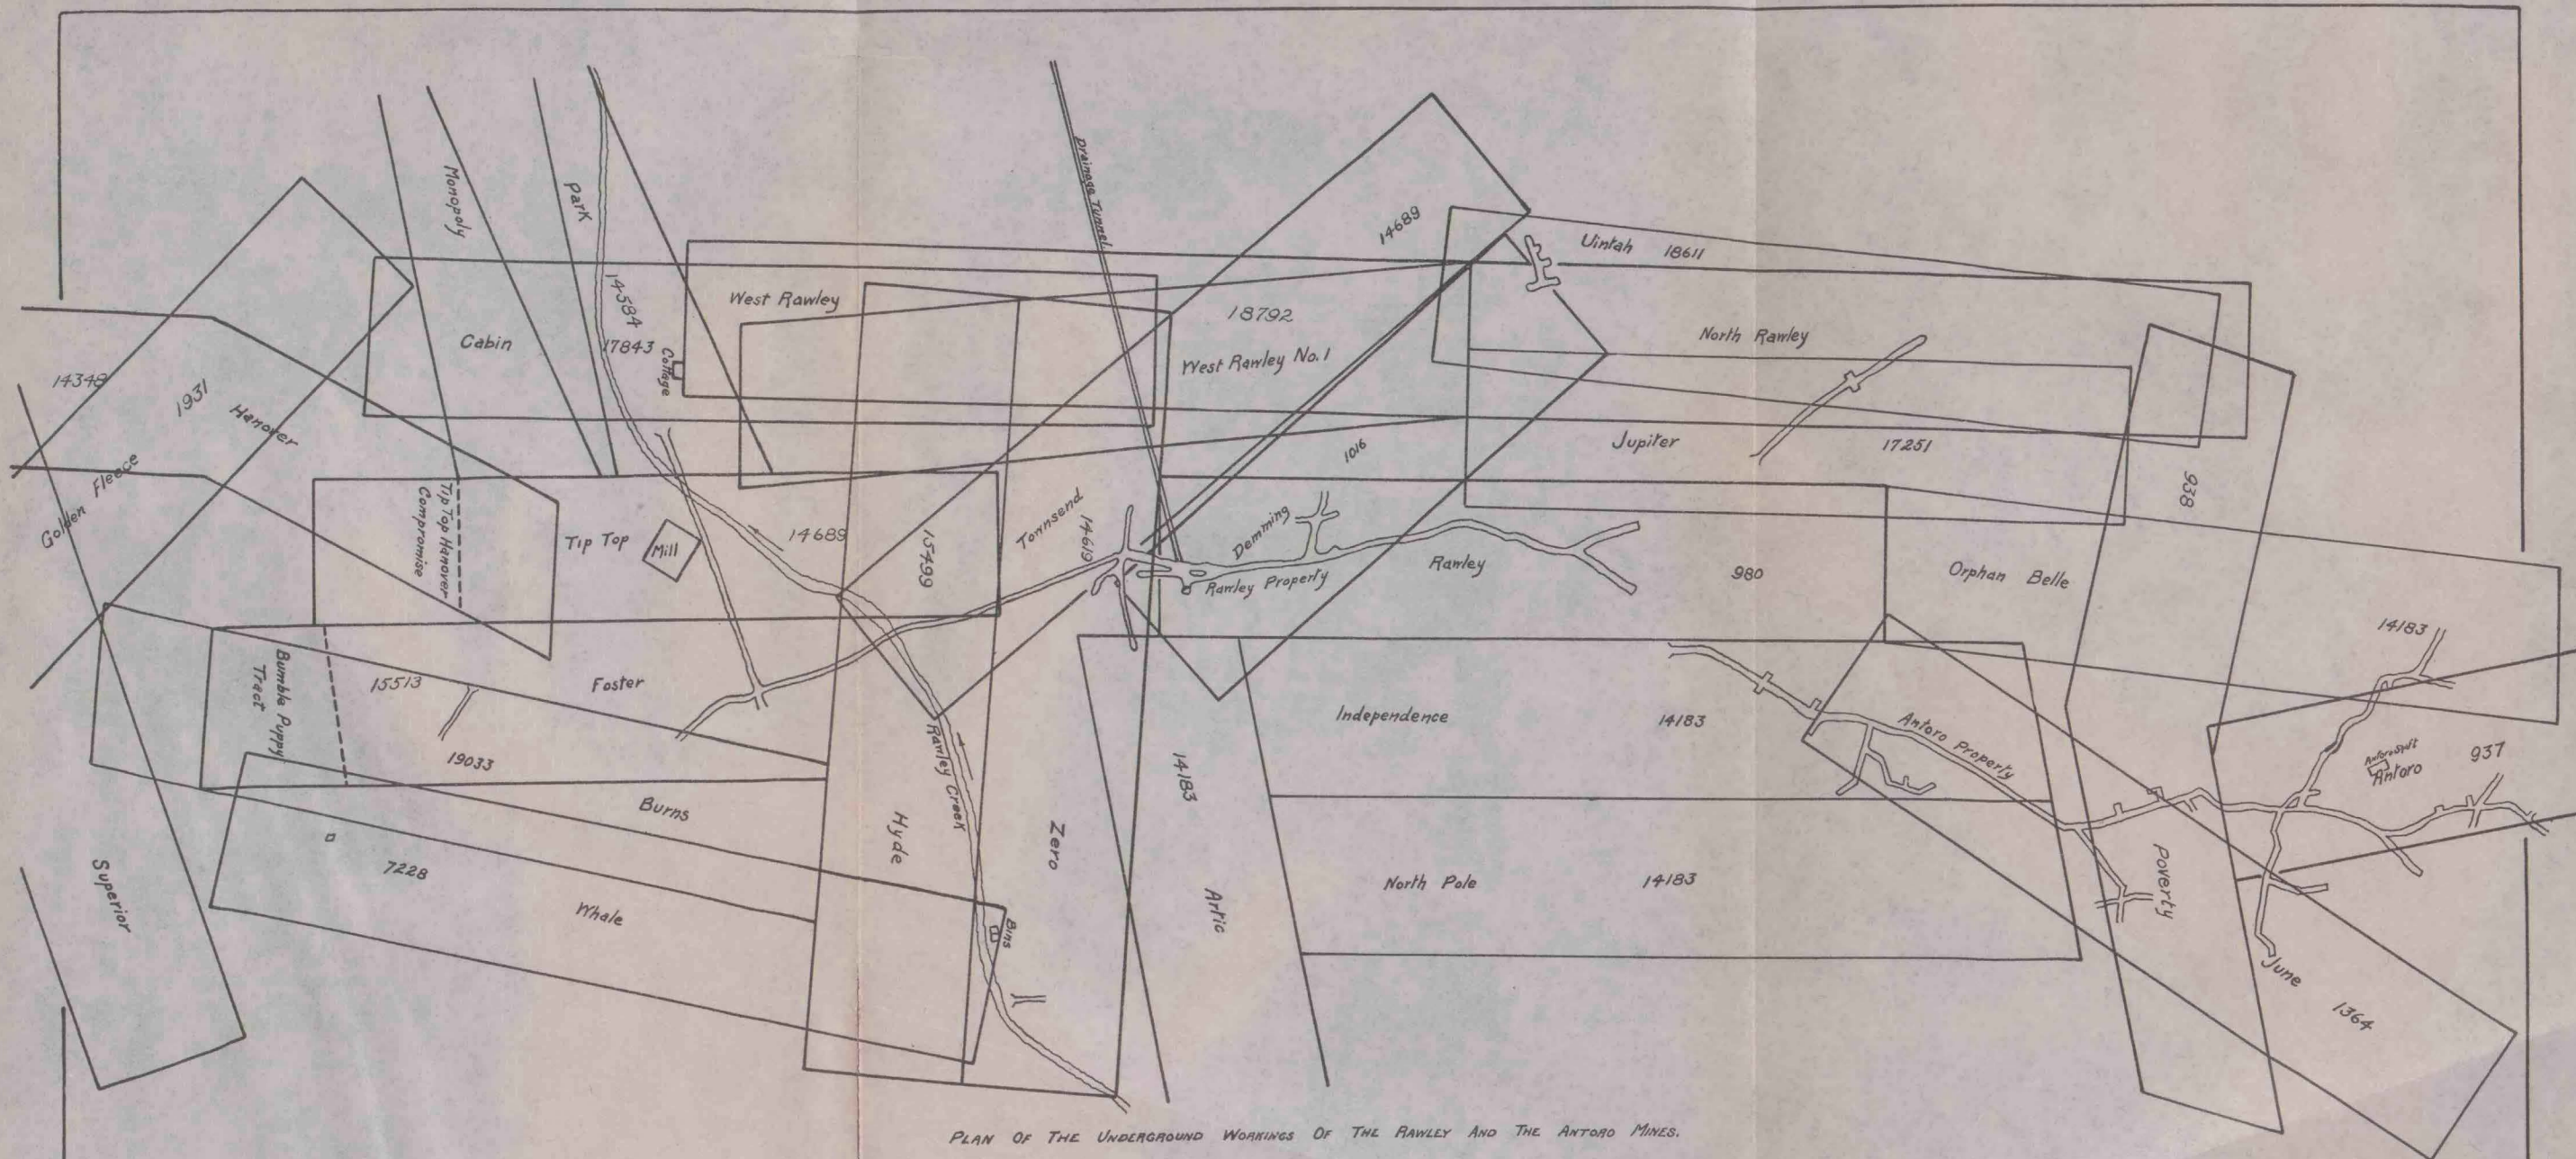 Monopoly
Park
Drainage Tunnel.
14689
Uintah 18611
14584
West Rawley
18792
North Rawley
Cabin
17843
Cottage
West Rawley No.1
14348
1931
Hanover
Golden Fleece
1016
Jupiter
17251
938
Tip Top Hanover-
Compromise
Tip Top
Mill
14689
15499
Townsend
14619
Demming
Rawley Property
Rawley
980
Orphan Belle
14183
Bumble Puppy
Tract
15513
Foster
Independence
14183
Antoro Property
Antoro Shaft
Antoro
937
19033
Rawley Creek
14183
Burns
Hyde
Zero
7228
Superior
Whale
Bins
Artic
North Pole
14183
Poverty
June
1364
PLAN OF THE UNDERGROUND WORKINGS OF THE RAWLEY AND THE ANTORO MINES.